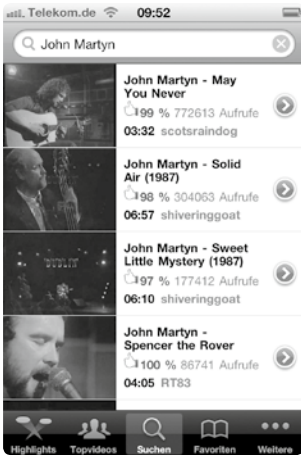 Telekom.de 09:52
John Martyn
John Martyn - May
You Never
99 % 772613 Aufrufe
03:32 scotsraindog
John Martyn - Solid
Air (1987)
98 % 304063 Aufrufe
06:57 shiveringgoat
John Martyn - Sweet
Little Mystery (1987)
97 % 177412 Aufrufe
06:10 shiveringgoat
John Martyn -
Spencer the Rover
100 % 86741 Aufrufe
04:05 RT83
Highlights Topvideos Suchen Favoriten Weitere